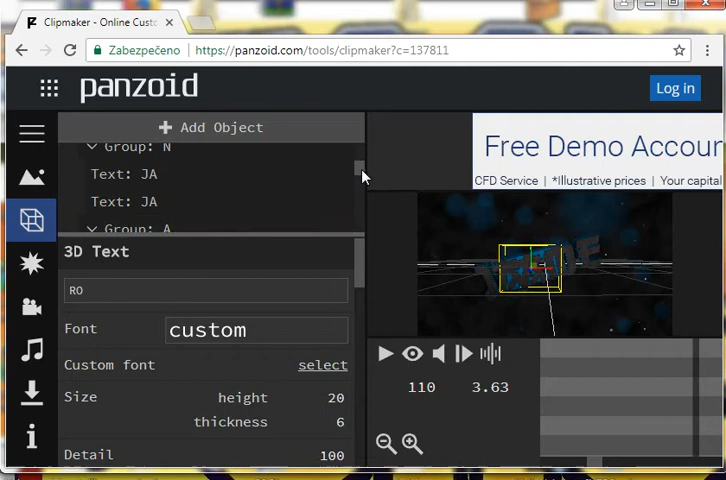 Clipmaker - Online Custo
Zabezpečeno
https://panzoid.com/tools/clipmaker?c=137811
panzoid
Log in
Add Object
Group: N
Text: JA
Text: JA
Group: A
3D Text
RO
Font
custom
Custom font
select
Size
height
20
thickness
6
Detail
100
Free Demo Accour
CFD Service | *Illustrative prices | Your capital
110
3.63